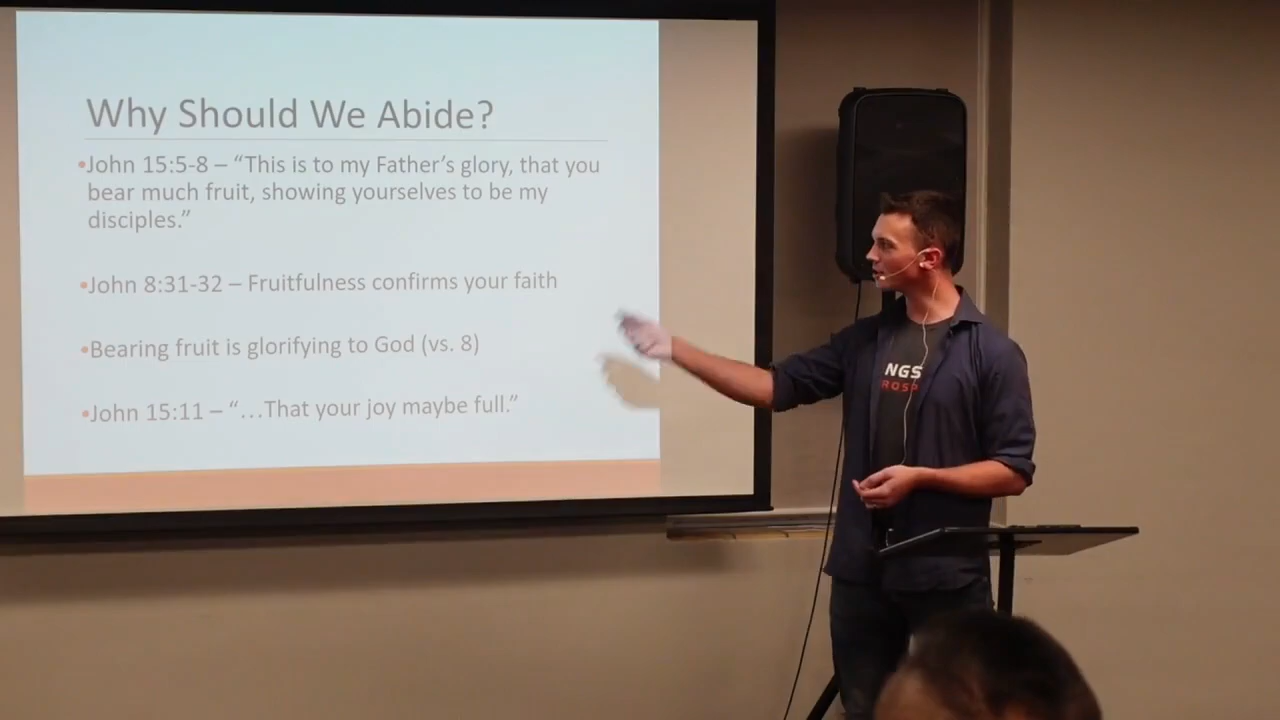 Why Should We Abide?
•John 15:5-8 – “This is to my Father’s glory, that you
bear much fruit, showing yourselves to be my
disciples.”
•John 8:31-32 – Fruitfulness confirms your faith
•Bearing fruit is glorifying to God (vs. 8)
•John 15:11 – “…That your joy maybe full.”
NGS
ROSP